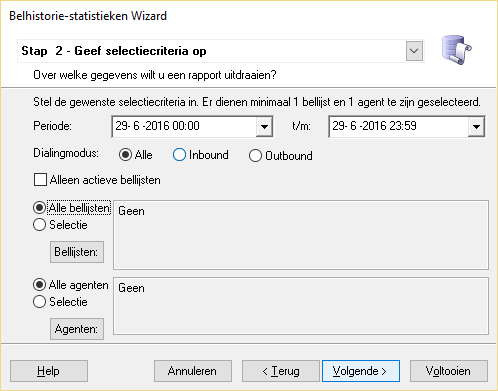 Belhistorie-statistieken Wizard
Stap 2 - Geef selectiecriteria op
Over welke gegevens wilt u een rapport uitdraaien?
Stel de gewenste selectiecriteria in. Er dienen minimaal 1 bellijst en 1 agent te zijn geselecteerd.
Periode: 29- 6 -2016 00:00 t/m: 29- 6 -2016 23:59
Dialingmodus: Alle Inbound Outbound
Alleen actieve bellijsten
Alle bellijsten Geen
Selectie
Bellijsten:
Alle agenten Geen
Selectie
Agenten:
Help Annuleren < Terug Volgende > Voltooien